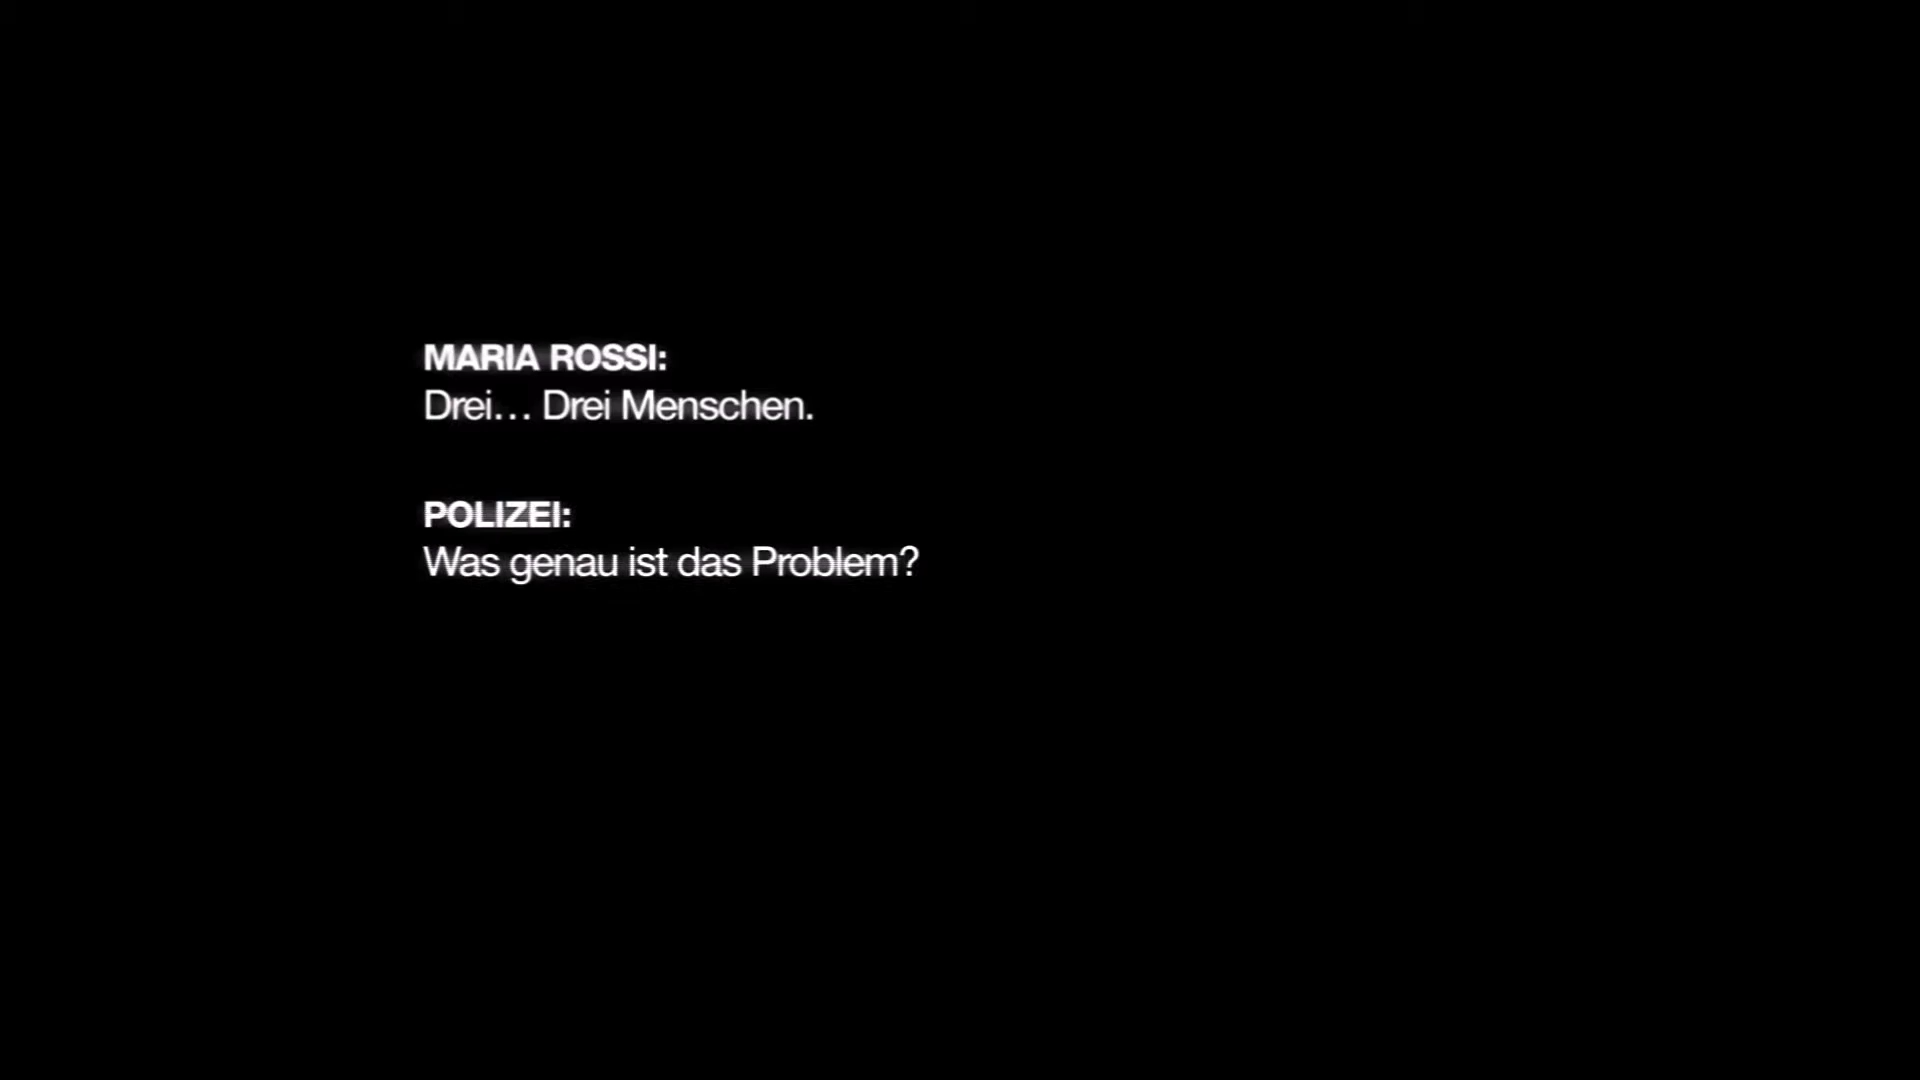 MARIA ROSSI:
Drei… Drei Menschen.
POLIZEI:
Was genau ist das Problem?